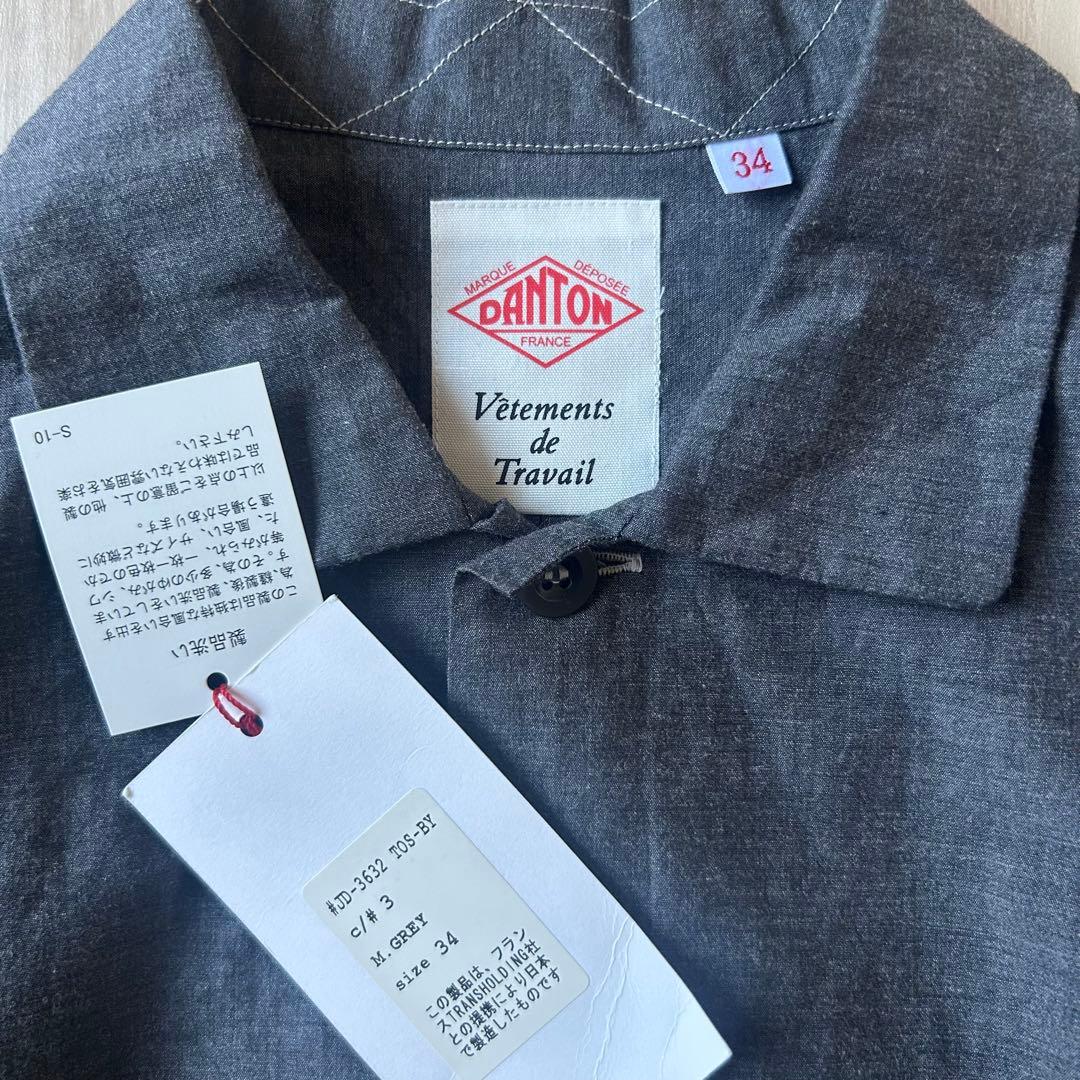 34
MARQUE DÉPOSÉE
DANTON
FRANCE
Vêtements
de
Travail
製品洗い
この製品は独特な風合いを出す
為、縫製後、製品洗いをしていま
す。その為、多少のゆがみ、シワ
等がみられ、一枚一枚色のでか
た、風合い、サイズなど微妙に
違う場合があります。
以上の点をご留意の上、他の製
品では味わえない雰囲気をお楽
しみ下さい。
S-10
#JD-3632 TOS-BY
c/# 3
M.GREY
size 34
この製品は、フラン
スTRANSHOLDING社
との提携により日本
で製造したものです